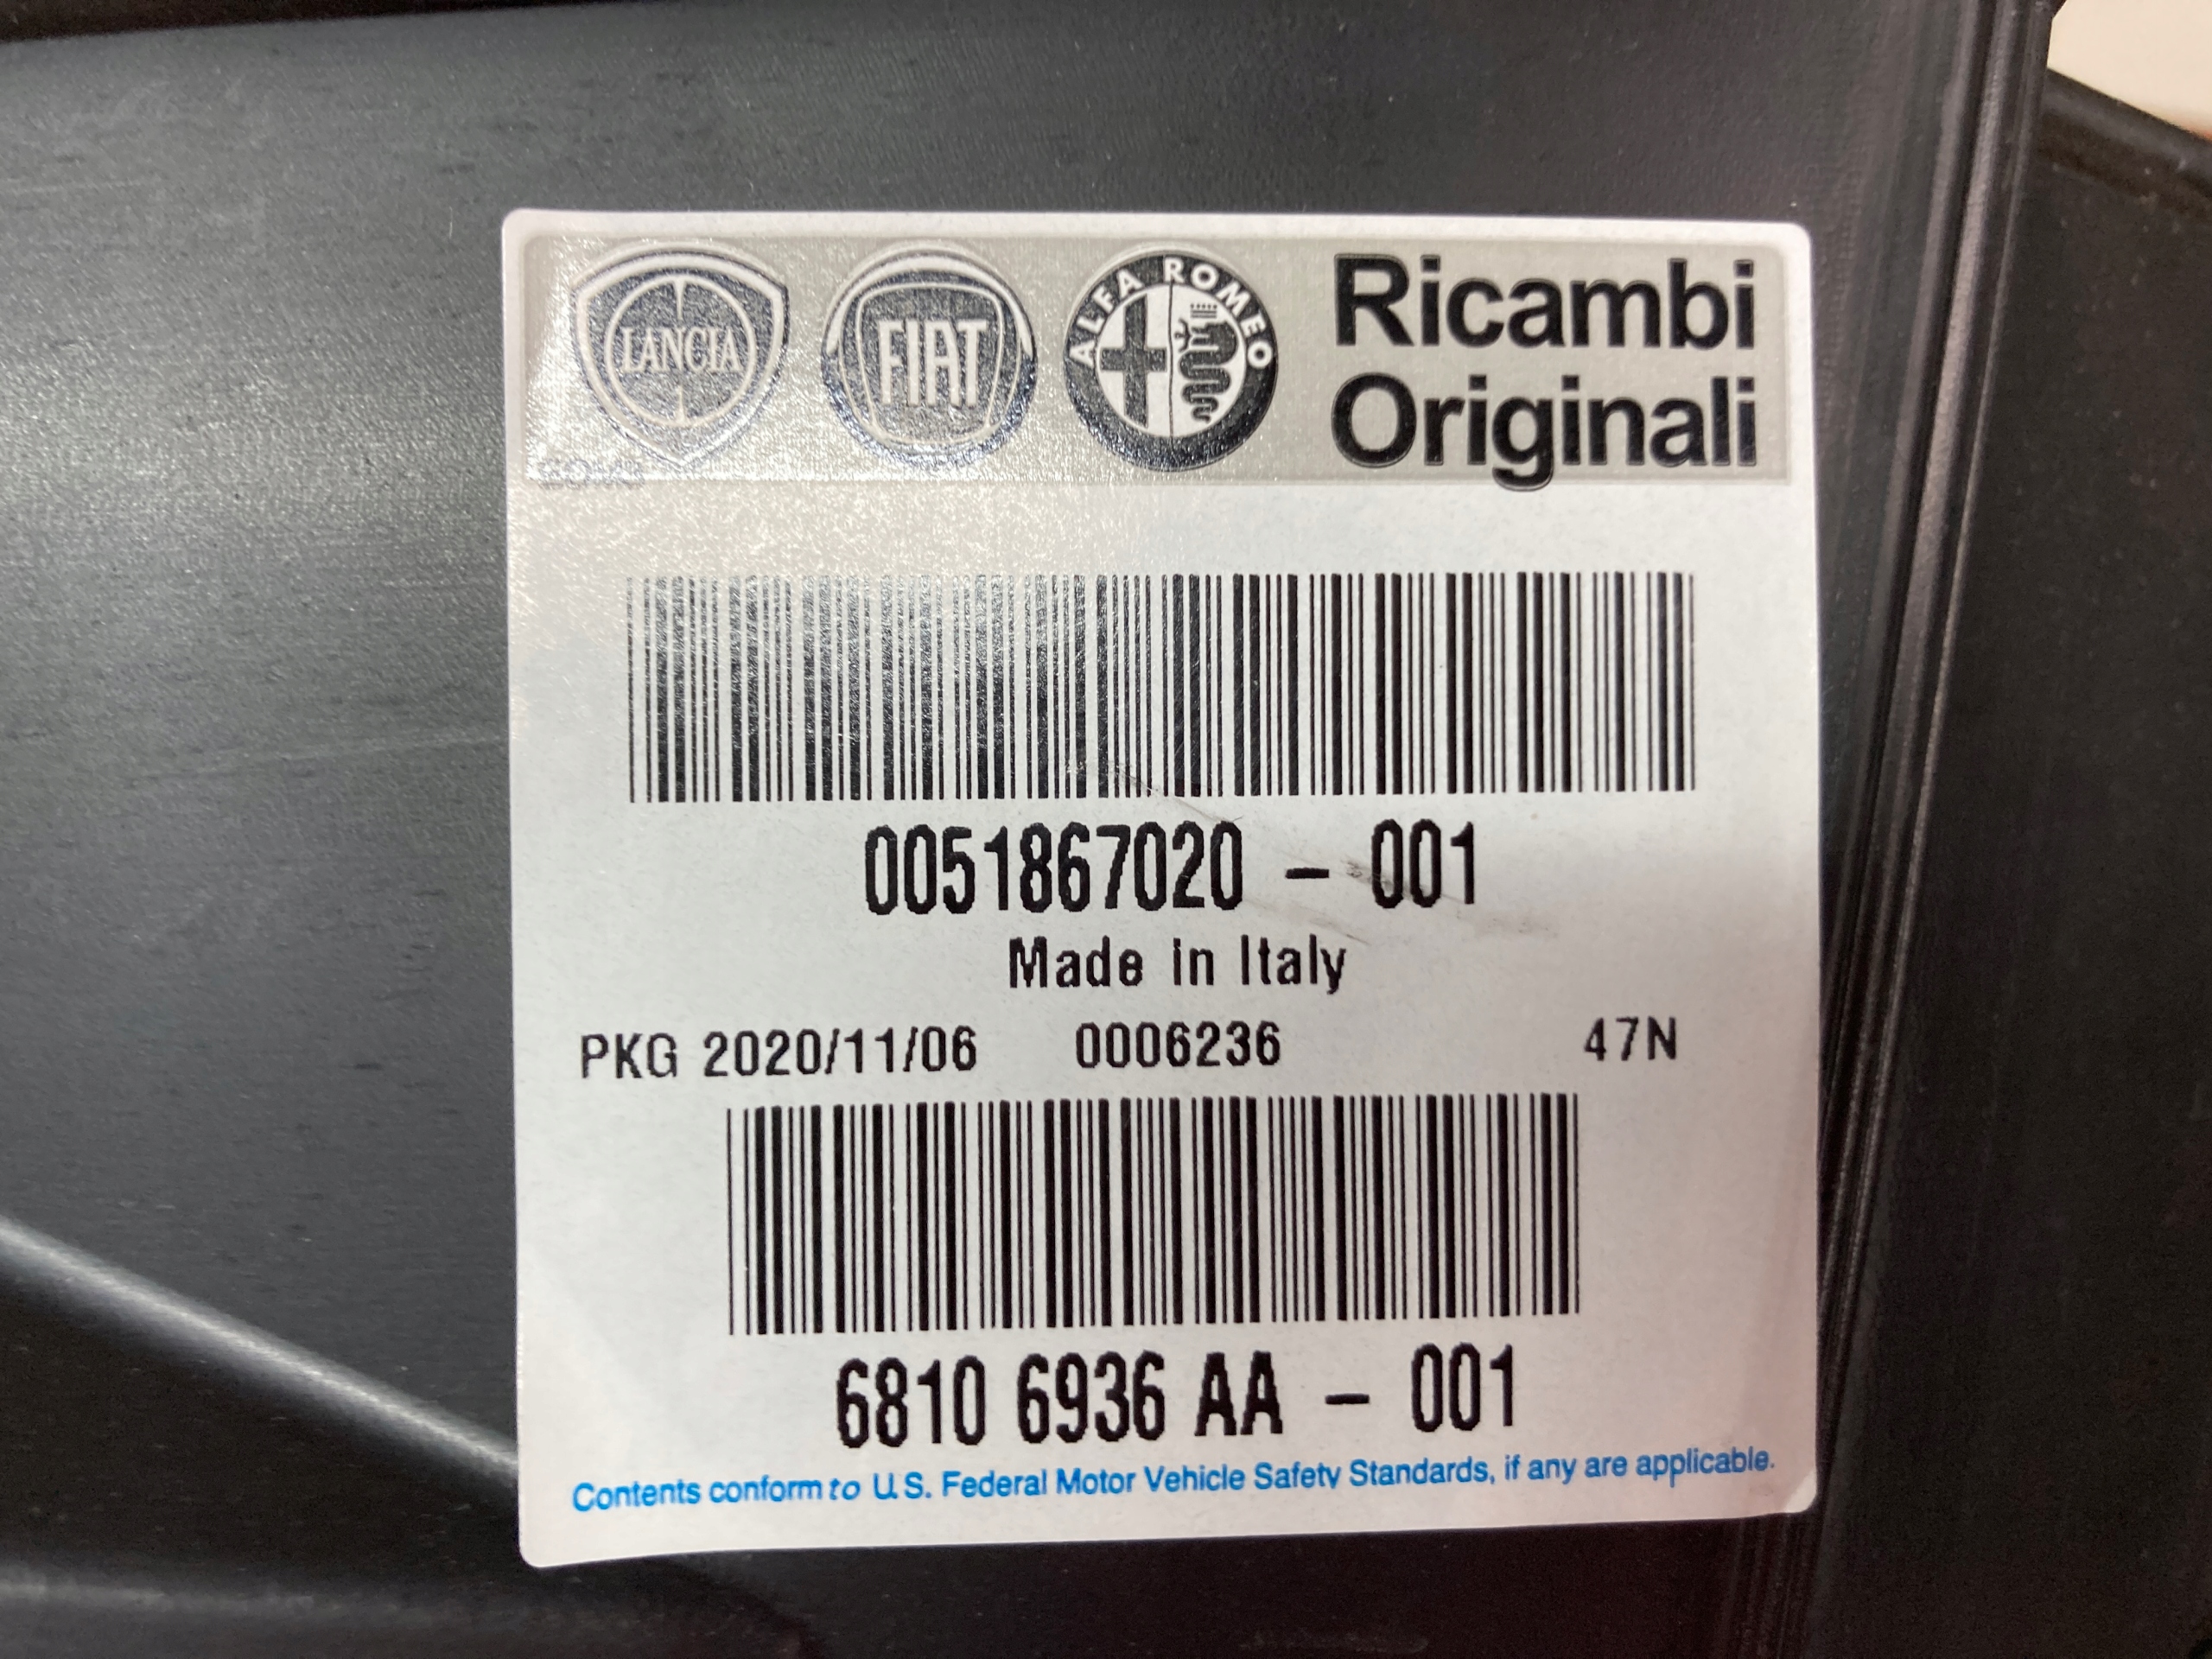 LANCIA
FIAT
ALFA ROMEO
Ricambi
Originali
0051867020 - 001
Made in Italy
PKG 2020/11/06 0006236 47N
6810 6936 AA - 001
Contents conform to U.S. Federal Motor Vehicle Safety Standards, if any are applicable.